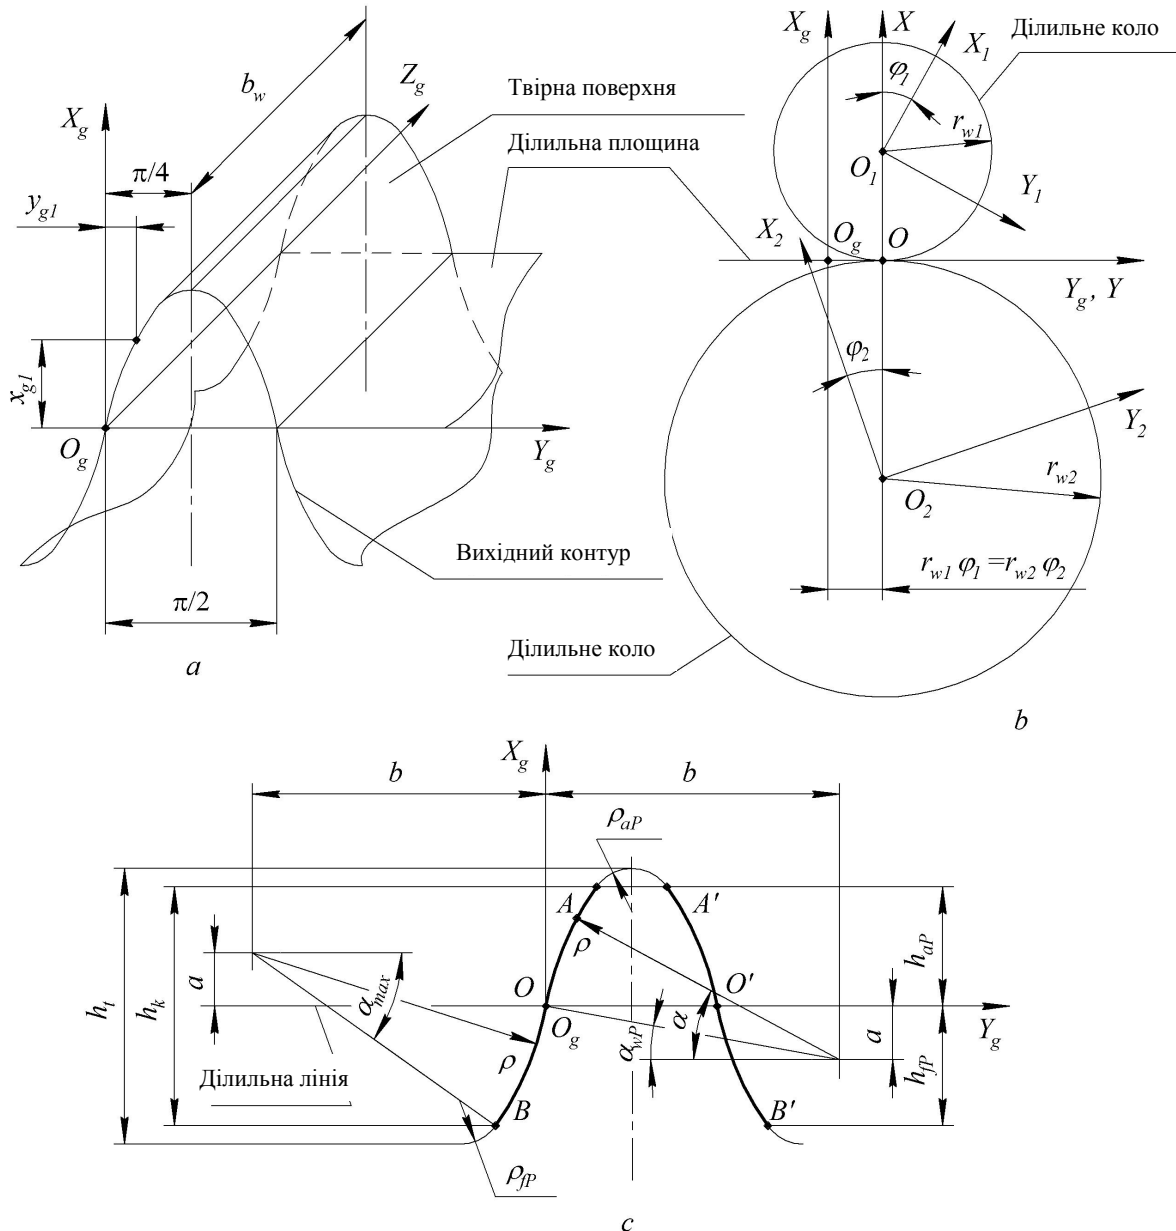 X_g
b_w
Z_g
π/4
y_g1
x_g1
O_g
Y_g
π/2
a
Твірна поверхня
Ділильна площина
Вихідний контур
Ділильне коло
X_g
X
X_1
Ділильне коло
φ_1
r_w1
O_1
Y_1
X_2
O_g
O
Y_g, Y
φ_2
Y_2
r_w2
O_2
r_w1 φ_1 =r_w2 φ_2
b
X_g
b
b
ρ_aP
A
A'
ρ
h_aP
a
α_max
h_t
h_k
O
O'
O_g
α_wP
α
Y_g
a
h_fP
ρ
Ділильна лінія
B
B'
ρ_fP
c